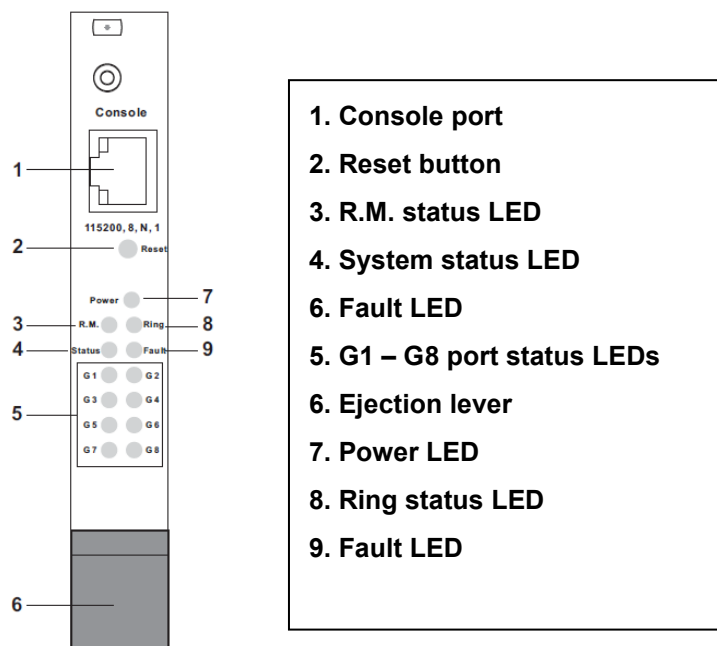 Console
1
115200, 8, N, 1
2 Reset
Power 7
3 R.M. Ring 8
4 Status Fault 9
G1 G2
G3 G4
5 G5 G6
G7 G8
6
1. Console port
2. Reset button
3. R.M. status LED
4. System status LED
6. Fault LED
5. G1 – G8 port status LEDs
6. Ejection lever
7. Power LED
8. Ring status LED
9. Fault LED